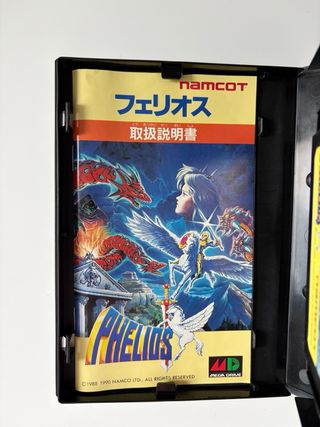 namcoT
フェリオス
取扱説明書
PHELIOS
© 1988 1990 NAMCO LTD., ALL RIGHTS RESERVED
MD
MEGA DRIVE